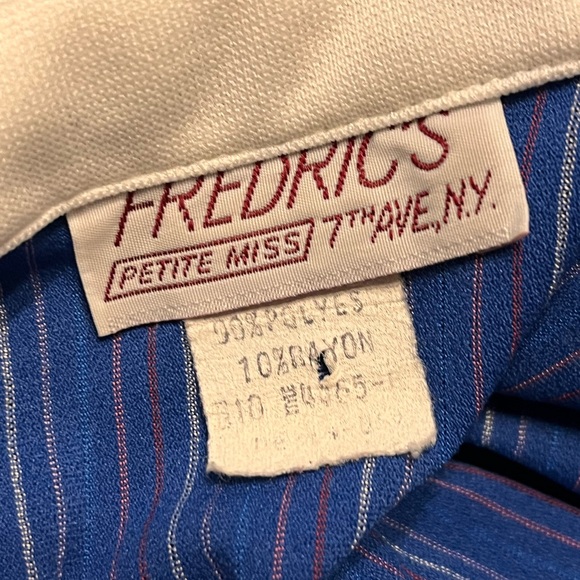 FREDRIC'S
PETITE MISS 7TH AVE, N.Y.
90%POLYES
10%RAYON